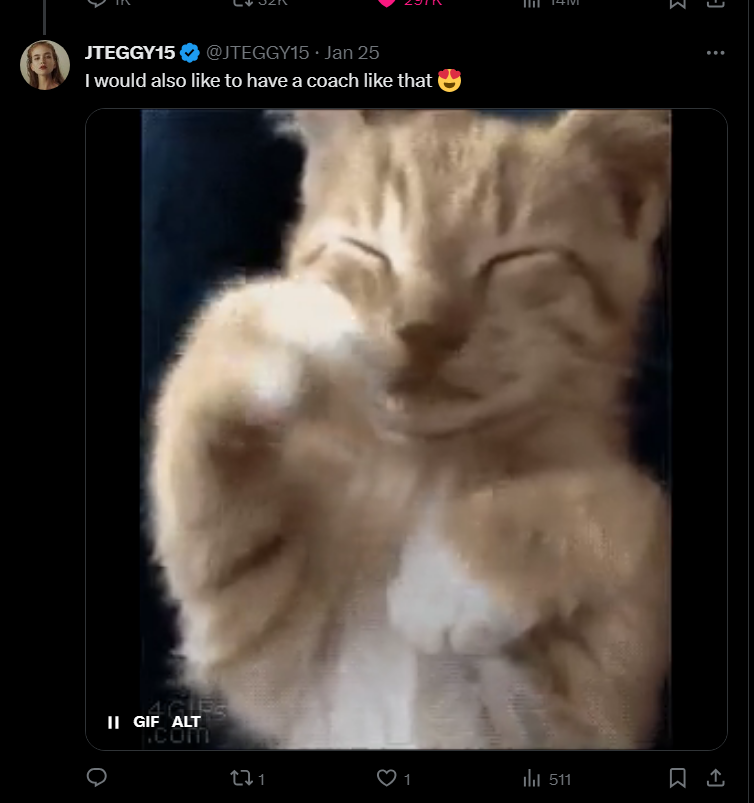 1K 32K 297K 14M
JTEGGY15 @JTEGGY15 · Jan 25
I would also like to have a coach like that 😍
4GIFs
.com
GIF ALT
1 1 511